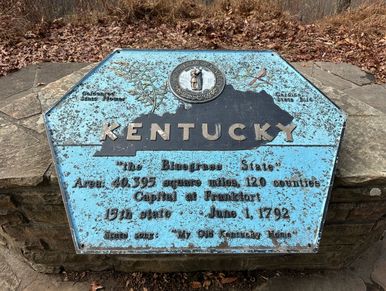 Goldenrod
State Flower
Cardinal
State Bird
KENTUCKY
"the Bluegrass State"
Area: 40,395 square miles, 120 counties
Capital at Frankfort
15th state June 1, 1792
State song: "My Old Kentucky Home"